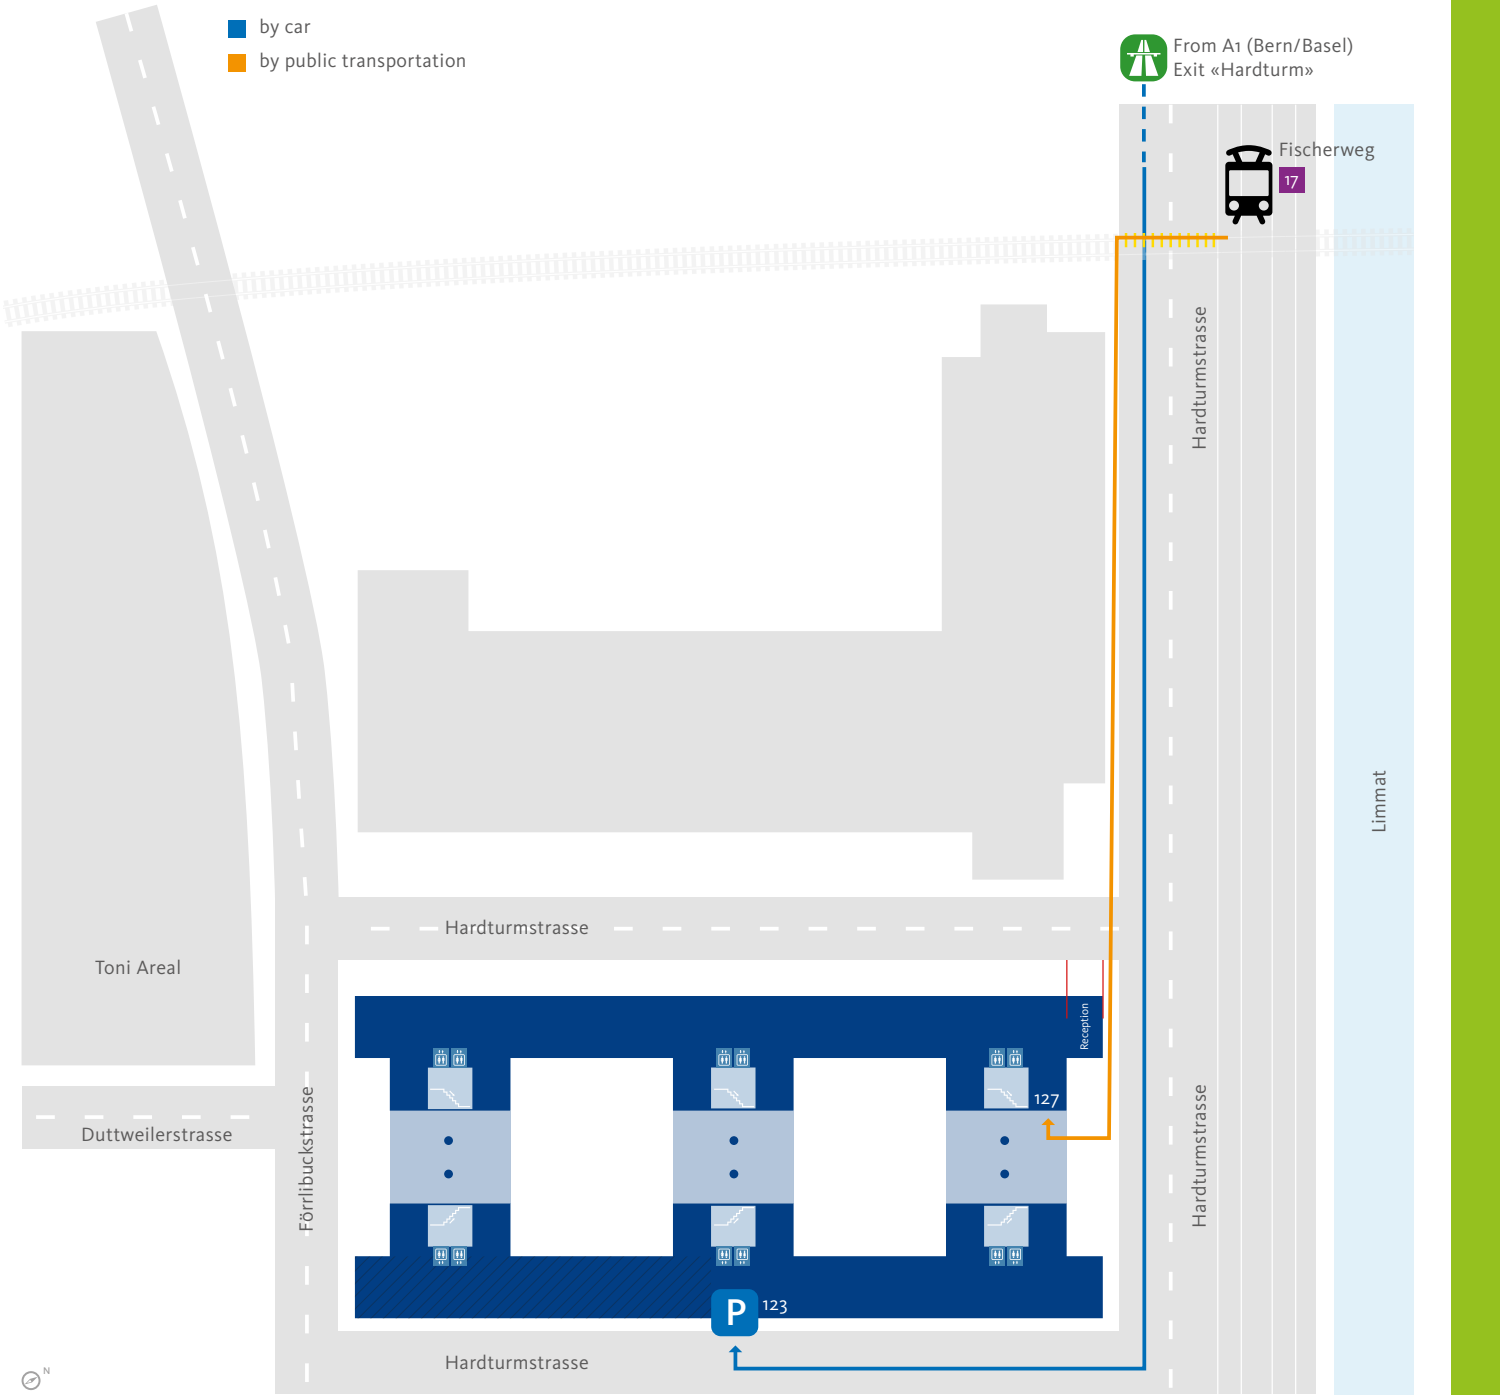 by car
by public transportation
From A1 (Bern/Basel)
Exit «Hardturm»
Fischerweg
17
Hardturmstrasse
Limmat
Hardturmstrasse
Toni Areal
Reception
127
Duttweilerstrasse
Förrlibuckstrasse
Hardturmstrasse
P
123
Hardturmstrasse
N